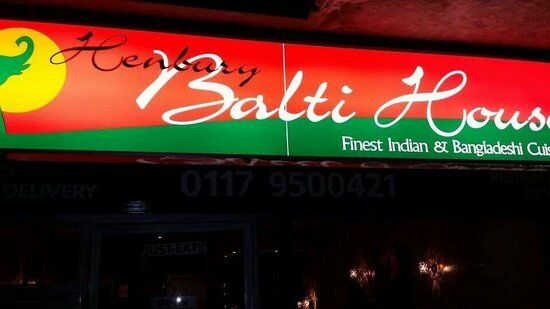 Henbury
Balti House
Finest Indian & Bangladeshi Cuis
DELIVERY
0117 9500421
JUST-EAT